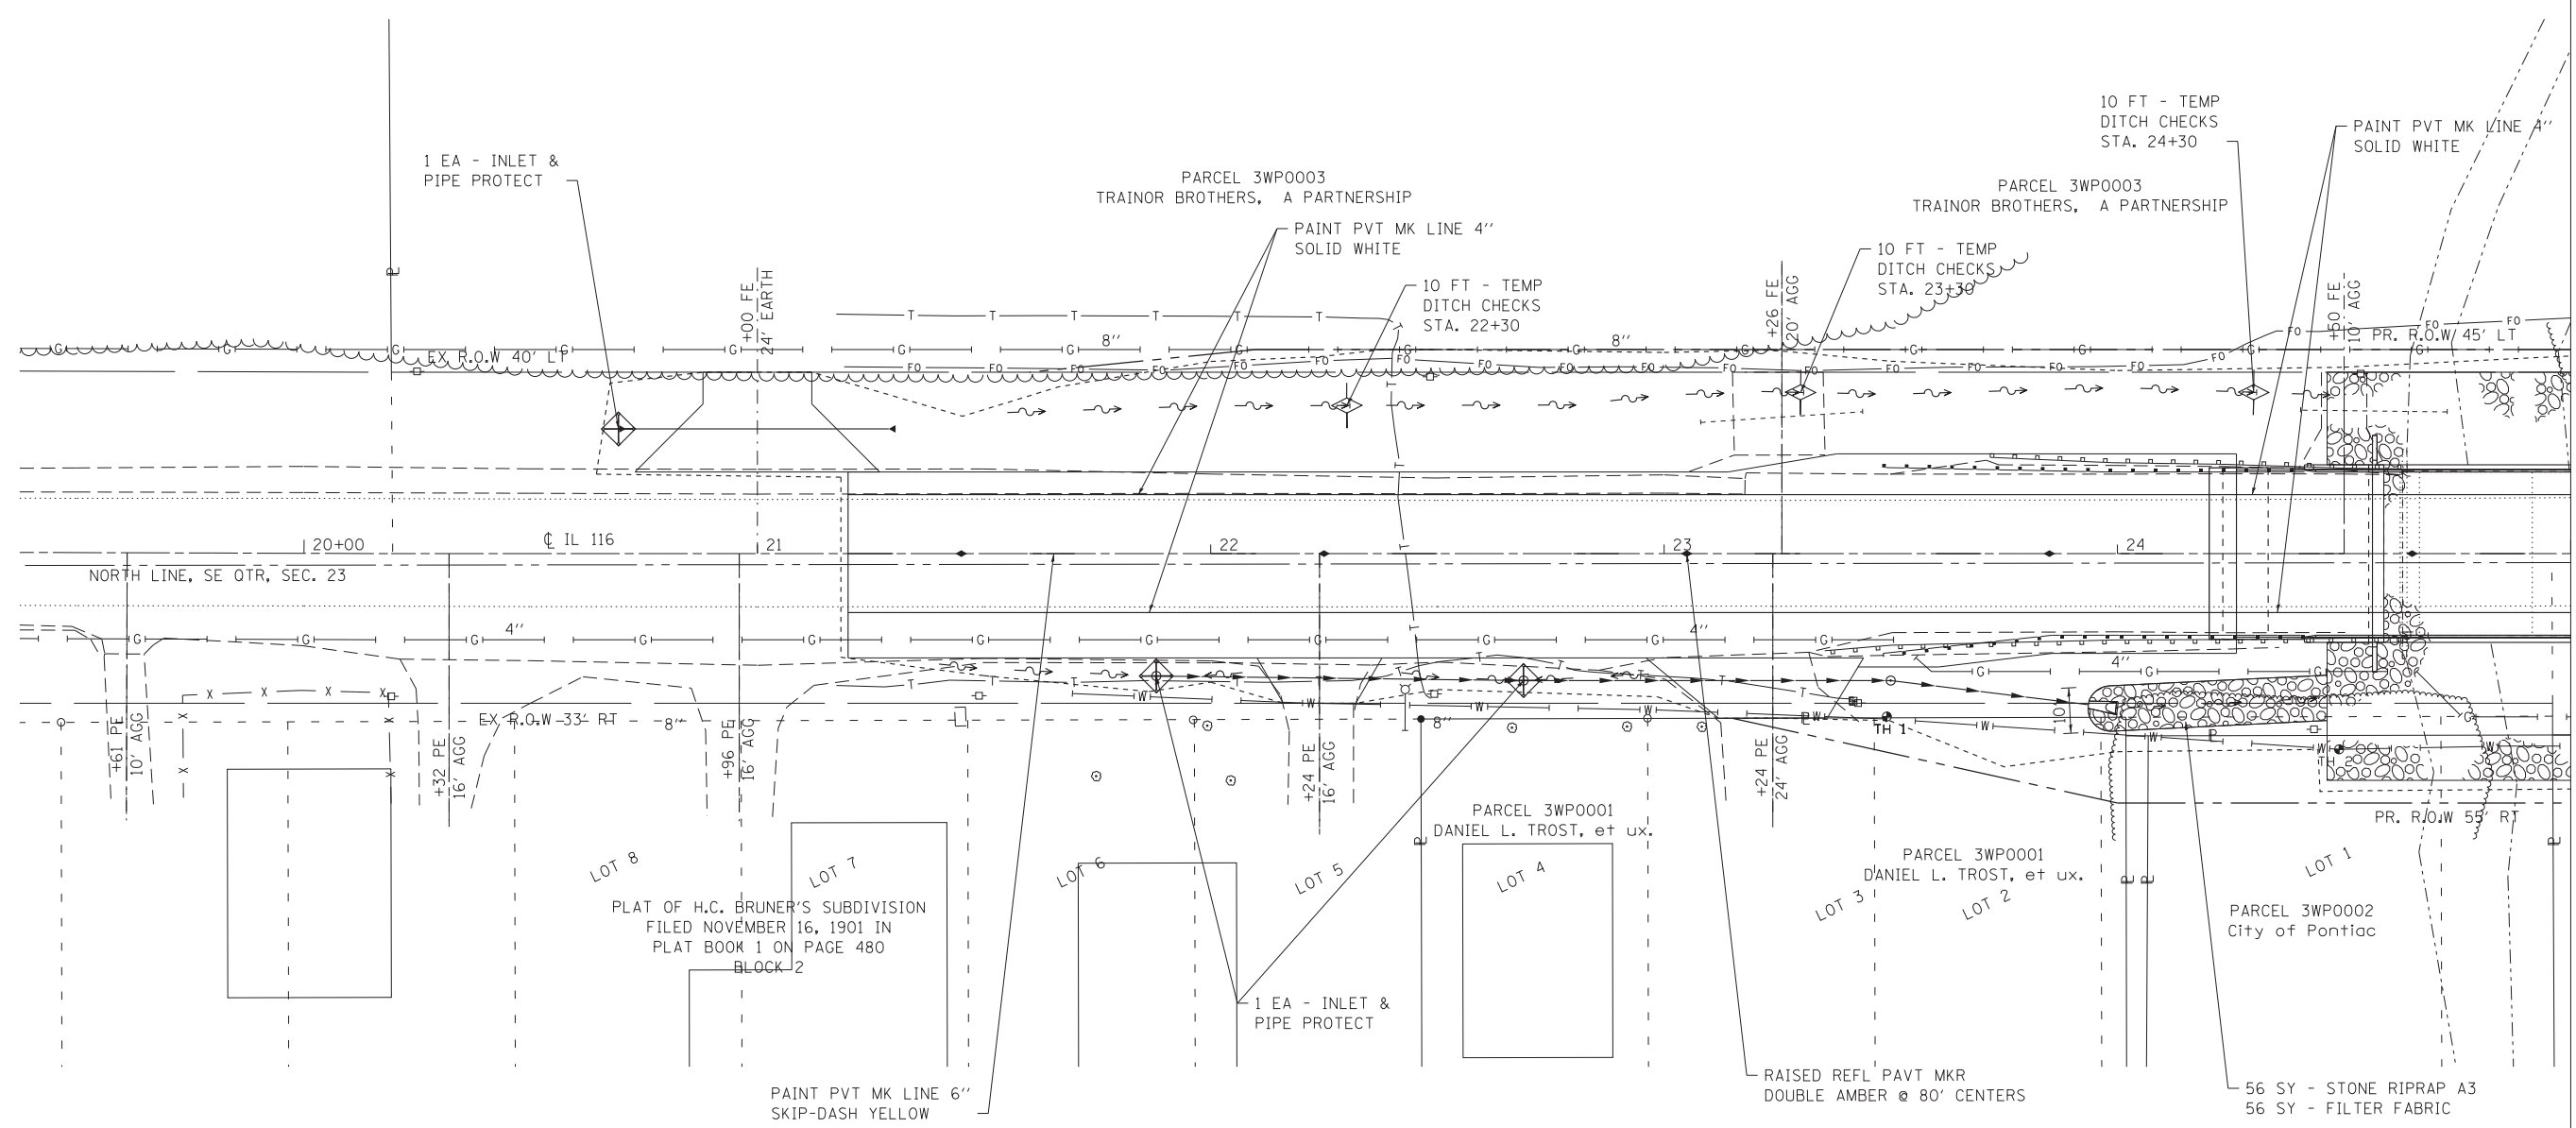 10 FT - TEMP
DITCH CHECKS
STA. 24+30
PAINT PVT MK LINE 4''
SOLID WHITE
1 EA - INLET &
PIPE PROTECT
PARCEL 3WP0003
TRAINOR BROTHERS, A PARTNERSHIP
PARCEL 3WP0003
TRAINOR BROTHERS, A PARTNERSHIP
PAINT PVT MK LINE 4''
SOLID WHITE
10 FT - TEMP
DITCH CHECKS
STA. 23+30
10 FT - TEMP
DITCH CHECKS
STA. 22+30
+00 FE
24' EARTH
+26 FE
20' AGG
+50 FE
10' AGG
8''
8''
EX R.O.W 40' LT
PR. R.O.W 45' LT
20+00
℄ IL 116
21
22
23
24
NORTH LINE, SE QTR, SEC. 23
4''
4''
4''
EX R.O.W 33' RT
8''
8''
TH 1
TH 2
10'
+61 PE
10' AGG
+32 PE
16' AGG
+96 PE
16' AGG
+24 PE
16' AGG
+24 PE
24' AGG
PR. R.O.W 55' RT
PARCEL 3WP0001
DANIEL L. TROST, et ux.
PARCEL 3WP0001
DANIEL L. TROST, et ux.
LOT 8
LOT 7
LOT 6
LOT 5
LOT 4
LOT 3
LOT 2
LOT 1
PLAT OF H.C. BRUNER'S SUBDIVISION
FILED NOVEMBER 16, 1901 IN
PLAT BOOK 1 ON PAGE 480
BLOCK 2
PARCEL 3WP0002
City of Pontiac
1 EA - INLET &
PIPE PROTECT
PAINT PVT MK LINE 6''
SKIP-DASH YELLOW
RAISED REFL PAVT MKR
DOUBLE AMBER @ 80' CENTERS
56 SY - STONE RIPRAP A3
56 SY - FILTER FABRIC